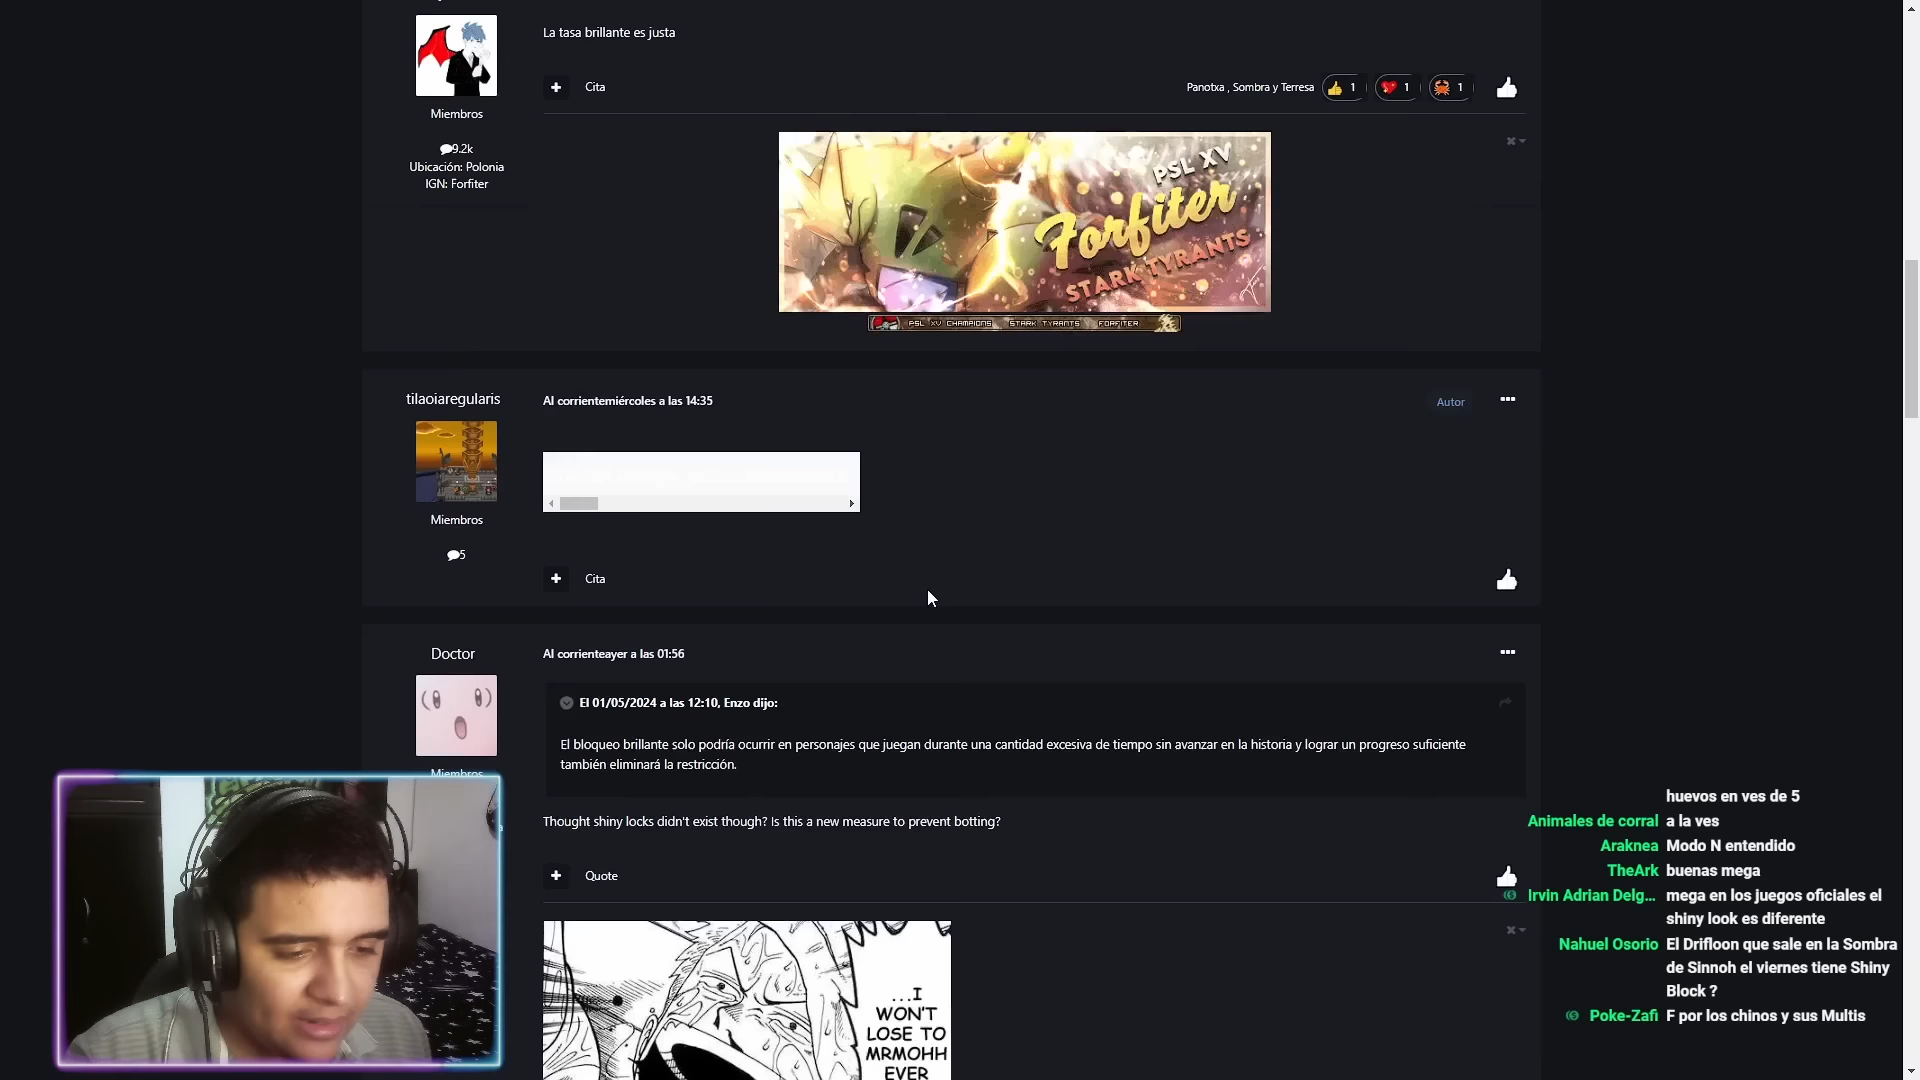 La tasa brillante es justa
Cita
Panotxa , Sombra y Terresa
1
1
1
Miembros
9.2k
Ubicación: Polonia
IGN: Forfiter
PSL XV
Forfiter
STARK TYRANTS
PSL XV CHAMPIONS STARK TYRANTS FORFITER
tilaoiaregularis
Al corrientemiércoles a las 14:35
Autor
Miembros
5
Cita
Doctor
Al corrienteayer a las 01:56
El 01/05/2024 a las 12:10, Enzo dijo:
El bloqueo brillante solo podría ocurrir en personajes que juegan durante una cantidad excesiva de tiempo sin avanzar en la historia y lograr un progreso suficiente
también eliminará la restricción.
Miembros
Thought shiny locks didn't exist though? Is this a new measure to prevent botting?
Quote
...I
WON'T
LOSE TO
MRMOHH
EVER
huevos en ves de 5
Animales de corral a la ves
Araknea Modo N entendido
TheArk buenas mega
Irvin Adrian Delg... mega en los juegos oficiales el
shiny look es diferente
Nahuel Osorio El Drifloon que sale en la Sombra
de Sinnoh el viernes tiene Shiny
Block ?
Poke-Zafi F por los chinos y sus Multis